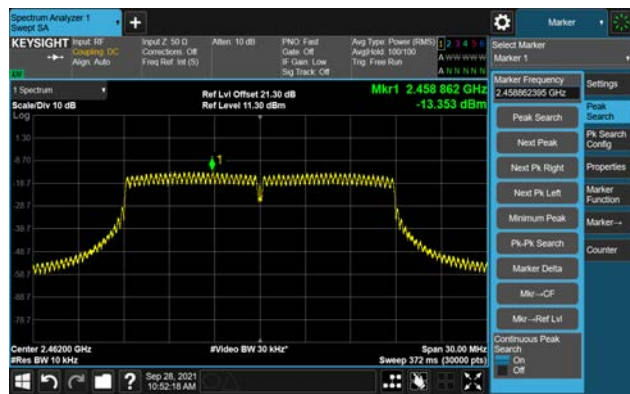 Spectrum Analyzer 1
Swept SA
+
Marker
KEYSIGHT
Input: RF
Coupling: DC
Align: Auto
Input Z: 50 Ω
Corrections: Off
Freq Ref: Int (S)
Atten: 10 dB
PNO: Fast
Gate: Off
IF Gain: Low
Sig Track: Off
Avg Type: Power (RMS)
Avg|Hold: 100/100
Trig: Free Run
1 2 3 4 5 6
A W W W W W
A N N N N N
Select Marker
Marker 1
1 Spectrum
Scale/Div 10 dB
Log
Ref Lvl Offset 21.30 dB
Ref Level 11.30 dBm
Mkr1 2.458 862 GHz
-13.353 dBm
1.30
-8.70
-18.7
-28.7
-38.7
-48.7
-58.7
-68.7
-78.7
1
Center 2.46200 GHz
#Res BW 10 kHz
#Video BW 30 kHz*
Span 30.00 MHz
Sweep 372 ms (30000 pts)
Marker Frequency
2.458862395 GHz
Peak Search
Next Peak
Next Pk Right
Next Pk Left
Minimum Peak
Pk-Pk Search
Marker Delta
Mkr→CF
Mkr→Ref Lvl
Continuous Peak
Search
On
Off
Settings
Peak
Search
Pk Search
Config
Properties
Marker
Function
Marker→
Counter
?
Sep 28, 2021
10:52:18 AM